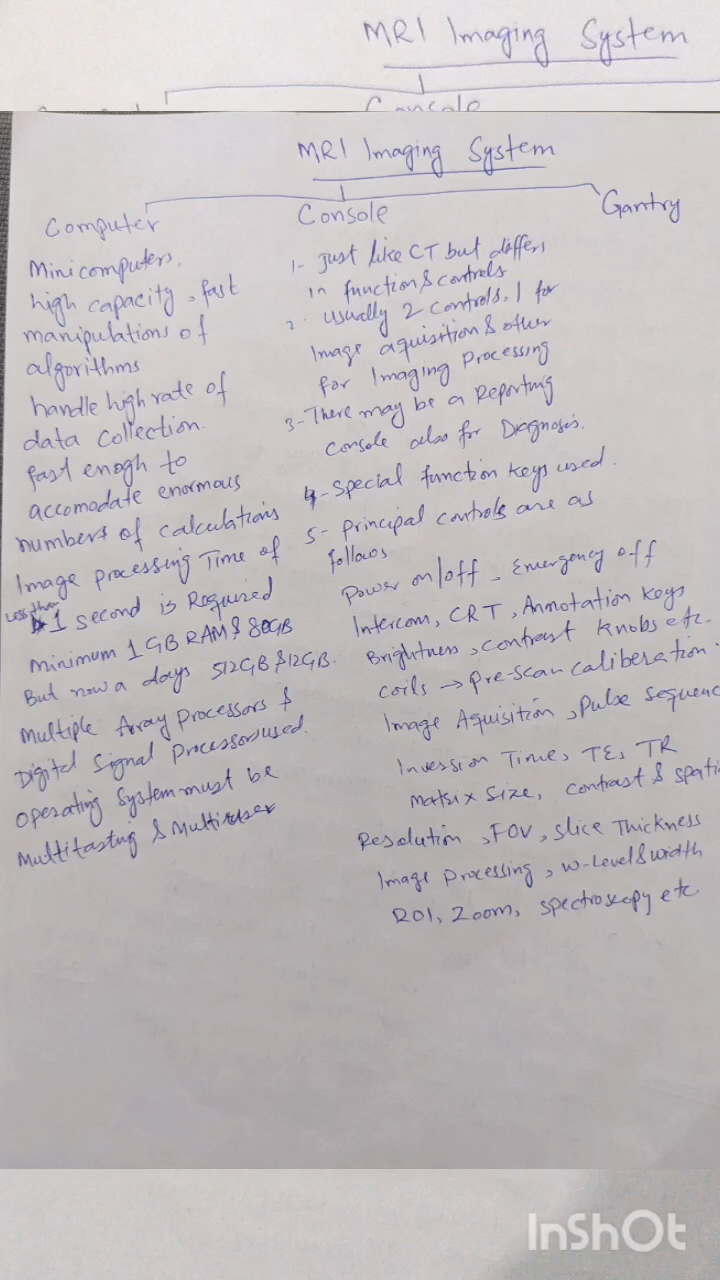 MRI Imaging System
Console
MRI Imaging System
Computer
Minicomputers,
high capacity, fast
manipulations of
algorithms
handle high rate of
data collection.
fast enogh to
accomodate enormous
numbers of calculations
Image processing Time of
Less than
1 second is Required
minimum 1 GB RAM & 80GB
But now a days 512GB & 12GB.
Multiple Array Processors &
Digital Signal Processors used.
Operating System must be
Multitasting & Multiuser
Console
1- Just like CT but differs
in function & controls
2. Usually 2 controls, 1 for
Image aquisition & other
for Imaging Processing
3- There may be a Reporting
Console also for Diagnosis.
4- Special function keys used.
5- Principal controls are as
follows
Power on/off - Emergency off
Intercom, CRT, Annotation keys
Brightness, contrast knobs etc.
Coils → Pre-scan caliberation.
Image Aquisition, Pulse Sequenc
Inversion Time, TE, TR
Matrix Size, contrast & spati
Resolution, FOV, Slice Thickness
Image Processing, W-Level & width
ROI, Zoom, spectroscopy etc
Gantry
InShOt